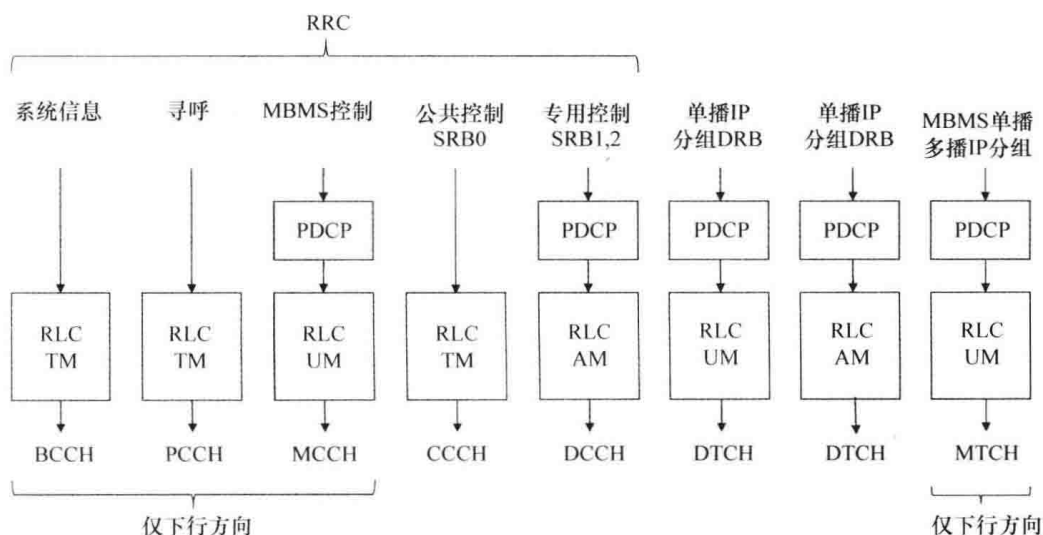 RRC
系统信息 寻呼 MBMS控制 公共控制 专用控制 单播IP 单播IP MBMS单播
SRB0 SRB1,2 分组DRB 分组DRB 多播IP分组
PDCP PDCP PDCP PDCP PDCP
RLC RLC RLC RLC RLC RLC RLC RLC
TM TM UM TM AM UM AM UM
BCCH PCCH MCCH CCCH DCCH DTCH DTCH MTCH
仅下行方向 仅下行方向